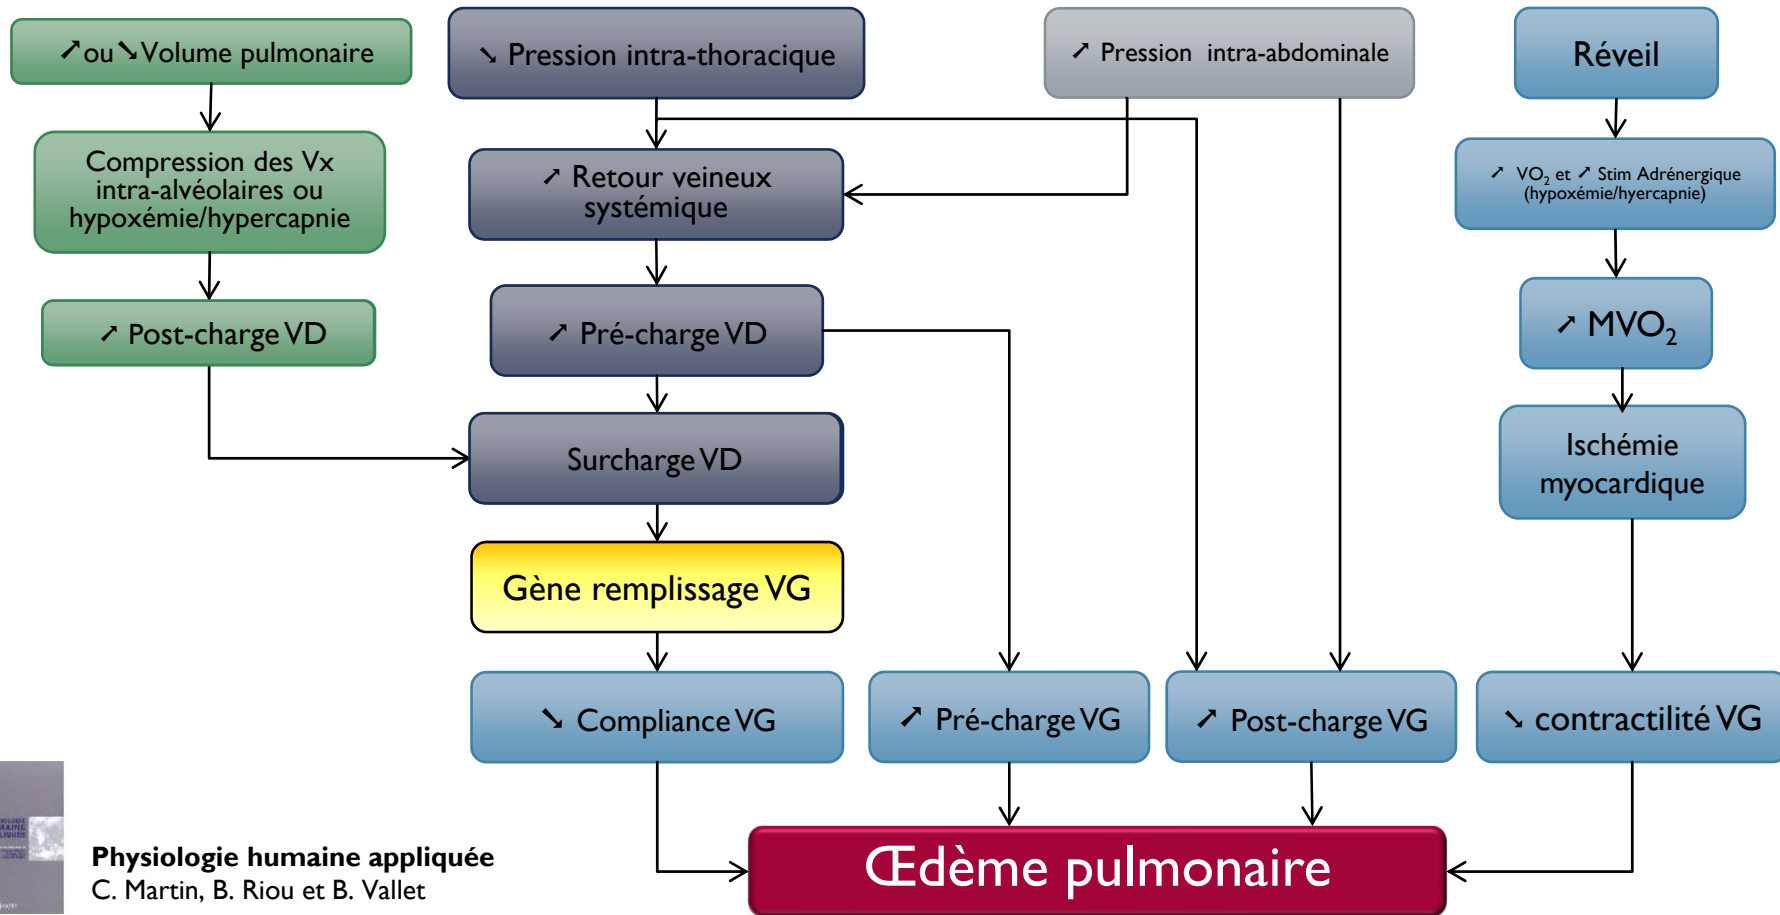 ↗ ou ↘ Volume pulmonaire
↘ Pression intra-thoracique
↗ Pression intra-abdominale
Réveil
Compression des Vx
intra-alvéolaires ou
hypoxémie/hypercapnie
↗ Retour veineux
systémique
↗ VO₂ et ↗ Stim Adrénergique
(hypoxémie/hyercapnie)
↗ Post-charge VD
↗ Pré-charge VD
↗ MVO₂
Surcharge VD
Ischémie
myocardique
Gène remplissage VG
↘ Compliance VG
↗ Pré-charge VG
↗ Post-charge VG
↘ contractilité VG
Œdème pulmonaire
Physiologie humaine appliquée
C. Martin, B. Riou et B. Vallet